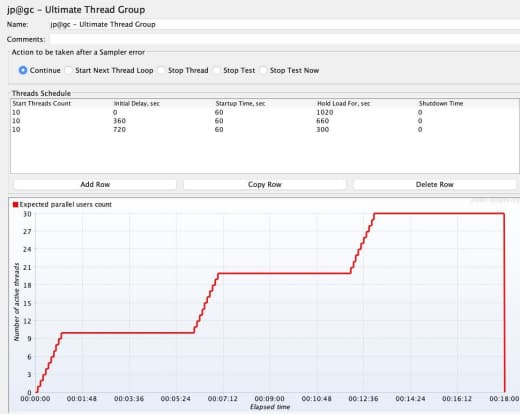 jp@gc - Ultimate Thread Group
Name: jp@gc - Ultimate Thread Group
Comments:
Action to be taken after a Sampler error
Continue Start Next Thread Loop Stop Thread Stop Test Stop Test Now
Threads Schedule
Start Threads Count Initial Delay, sec Startup Time, sec Hold Load For, sec Shutdown Time
10 0 60 1020 0
10 360 60 660 0
10 720 60 300 0
Add Row Copy Row Delete Row
Expected parallel users count
30
27
24
21
18
15
12
9
6
3
0
Number of active threads
00:00:00 00:01:48 00:03:36 00:05:24 00:07:12 00:09:00 00:10:48 00:12:36 00:14:24 00:16:12 00:18:00
Elapsed time